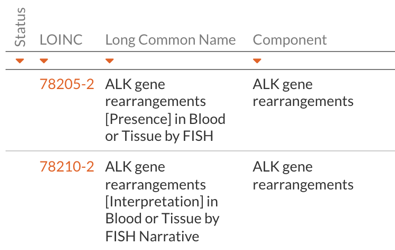 Status LOINC Long Common Name Component
78205-2 ALK gene ALK gene
rearrangements rearrangements
[Presence] in Blood
or Tissue by FISH
78210-2 ALK gene ALK gene
rearrangements rearrangements
[Interpretation] in
Blood or Tissue by
FISH Narrative